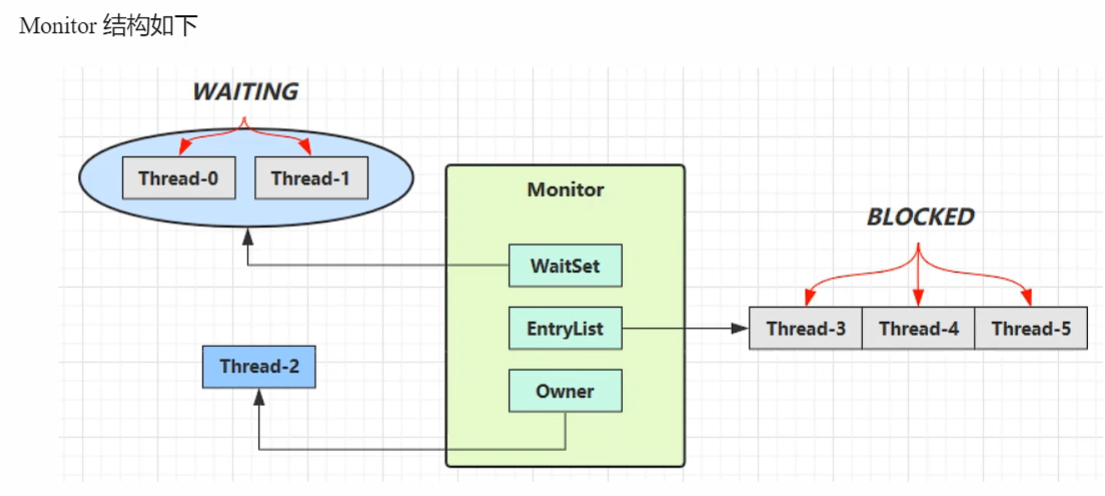 Monitor 结构如下
WAITING
Thread-0 Thread-1
Monitor
WaitSet
EntryList
Owner
Thread-2
BLOCKED
Thread-3 Thread-4 Thread-5